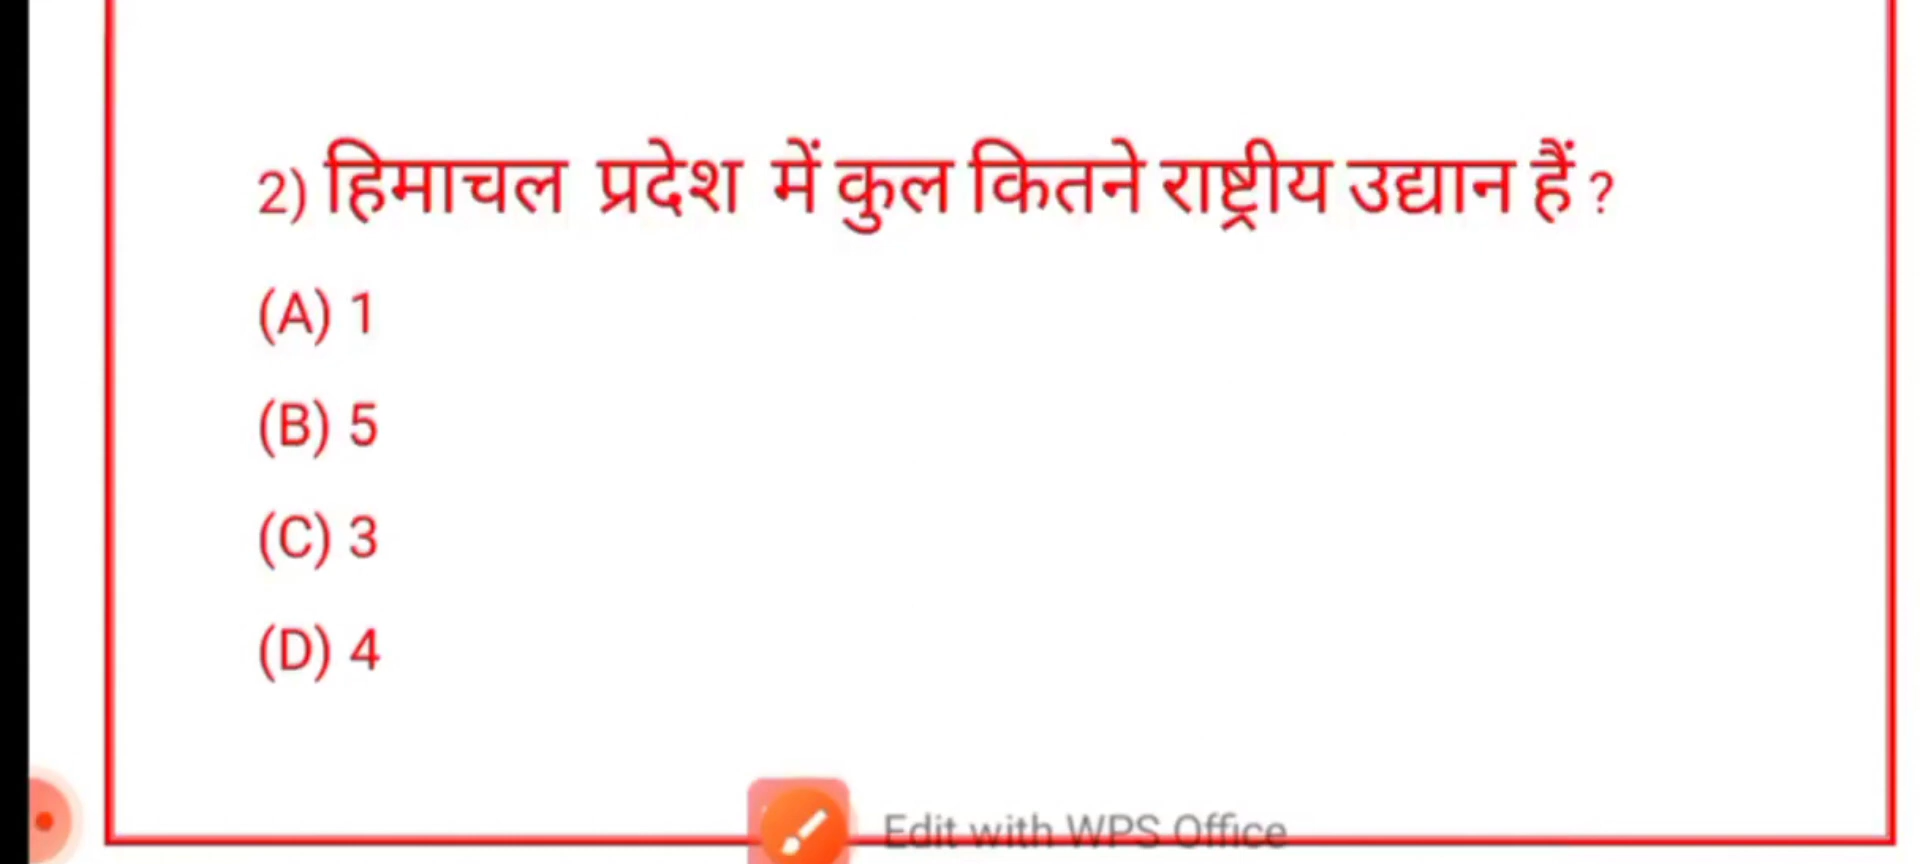 2) हिमाचल प्रदेश में कुल कितने राष्ट्रीय उद्यान हैं ?
(A) 1
(B) 5
(C) 3
(D) 4
Edit with WPS Office